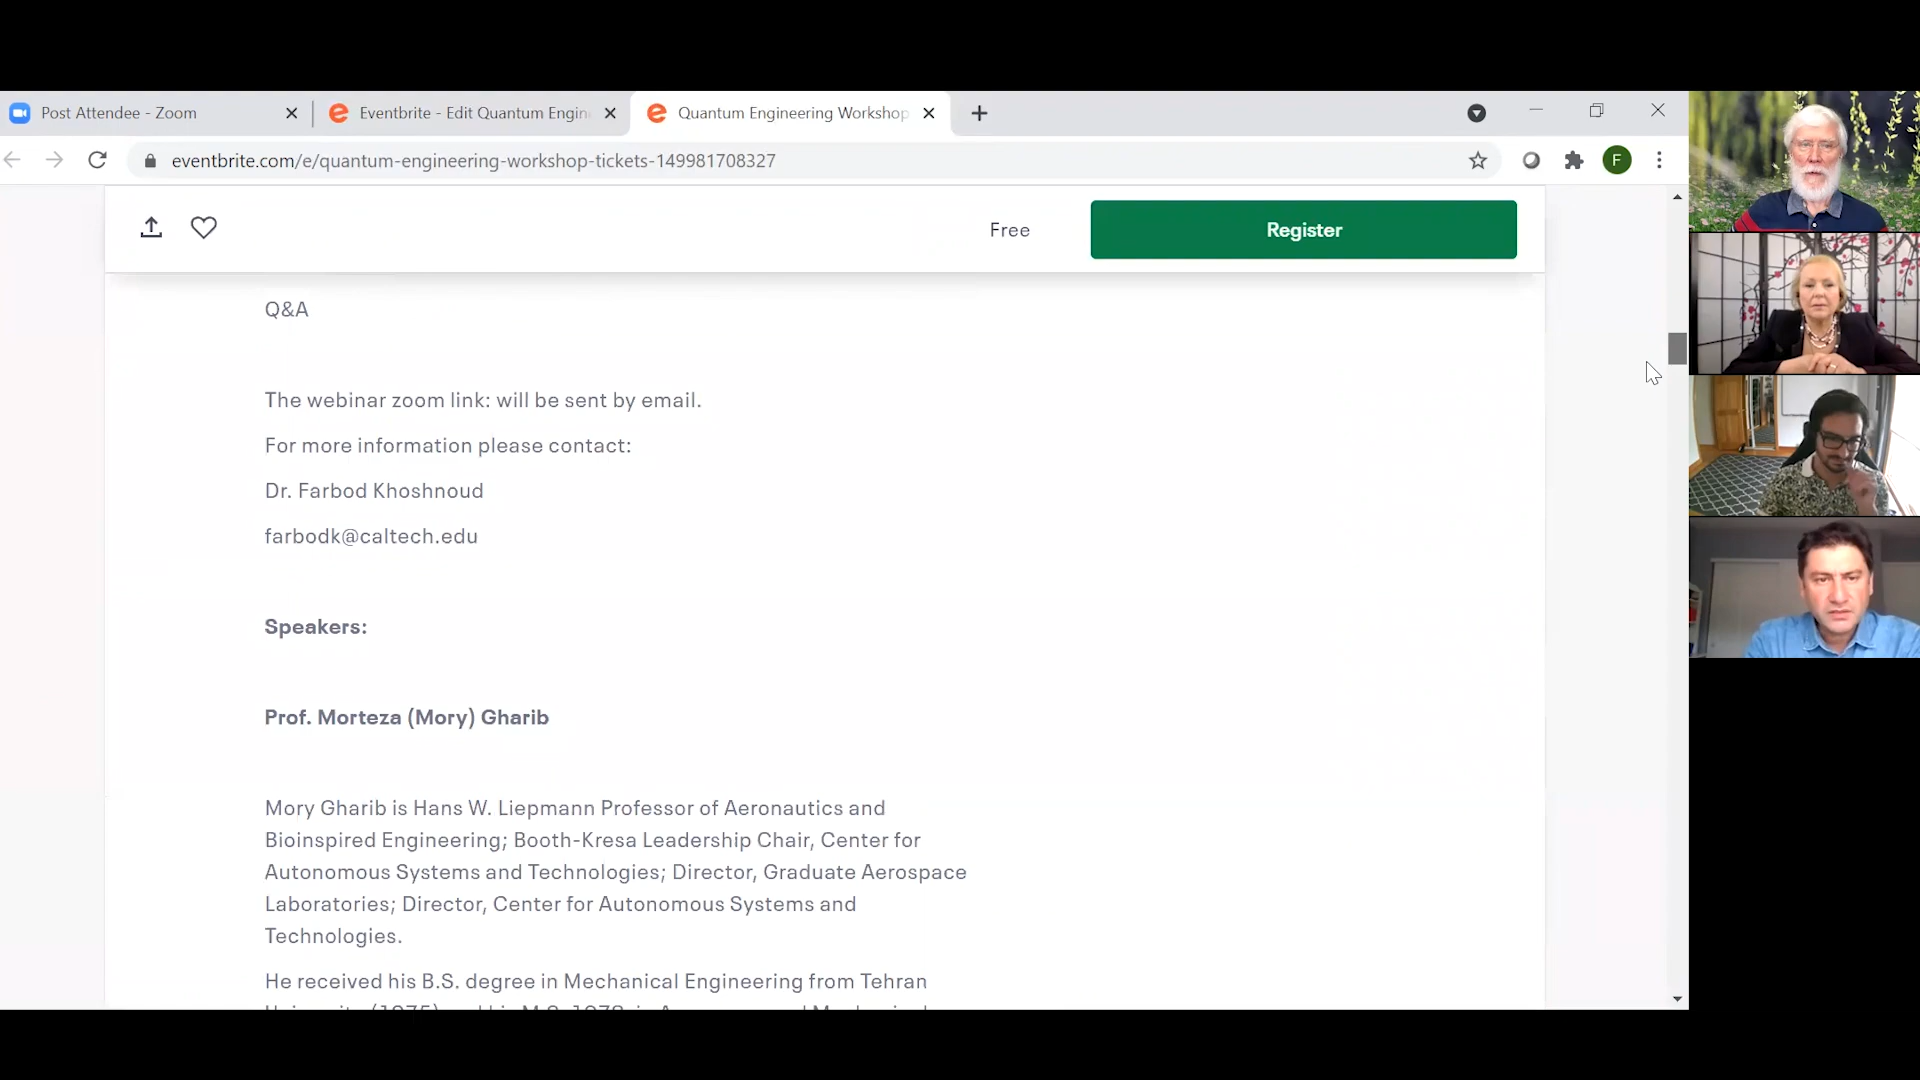 Post Attendee - Zoom
Eventbrite - Edit Quantum Engin
Quantum Engineering Workshop
eventbrite.com/e/quantum-engineering-workshop-tickets-149981708327
F
Free
Register
Q&A
The webinar zoom link: will be sent by email.
For more information please contact:
Dr. Farbod Khoshnoud
farbodk@caltech.edu
Speakers:
Prof. Morteza (Mory) Gharib
Mory Gharib is Hans W. Liepmann Professor of Aeronautics and
Bioinspired Engineering; Booth-Kresa Leadership Chair, Center for
Autonomous Systems and Technologies; Director, Graduate Aerospace
Laboratories; Director, Center for Autonomous Systems and
Technologies.
He received his B.S. degree in Mechanical Engineering from Tehran